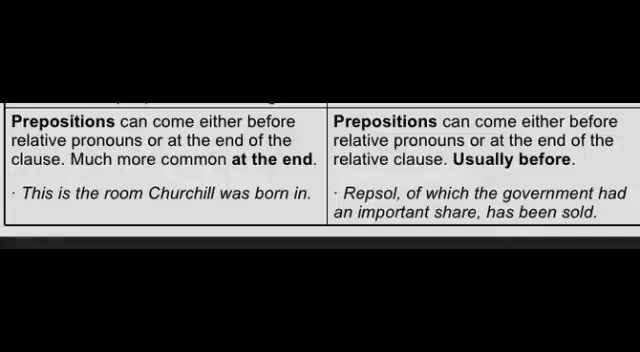 Prepositions can come either before
relative pronouns or at the end of the
clause. Much more common at the end.
· This is the room Churchill was born in.
Prepositions can come either before
relative pronouns or at the end of the
relative clause. Usually before.
· Repsol, of which the government had
an important share, has been sold.